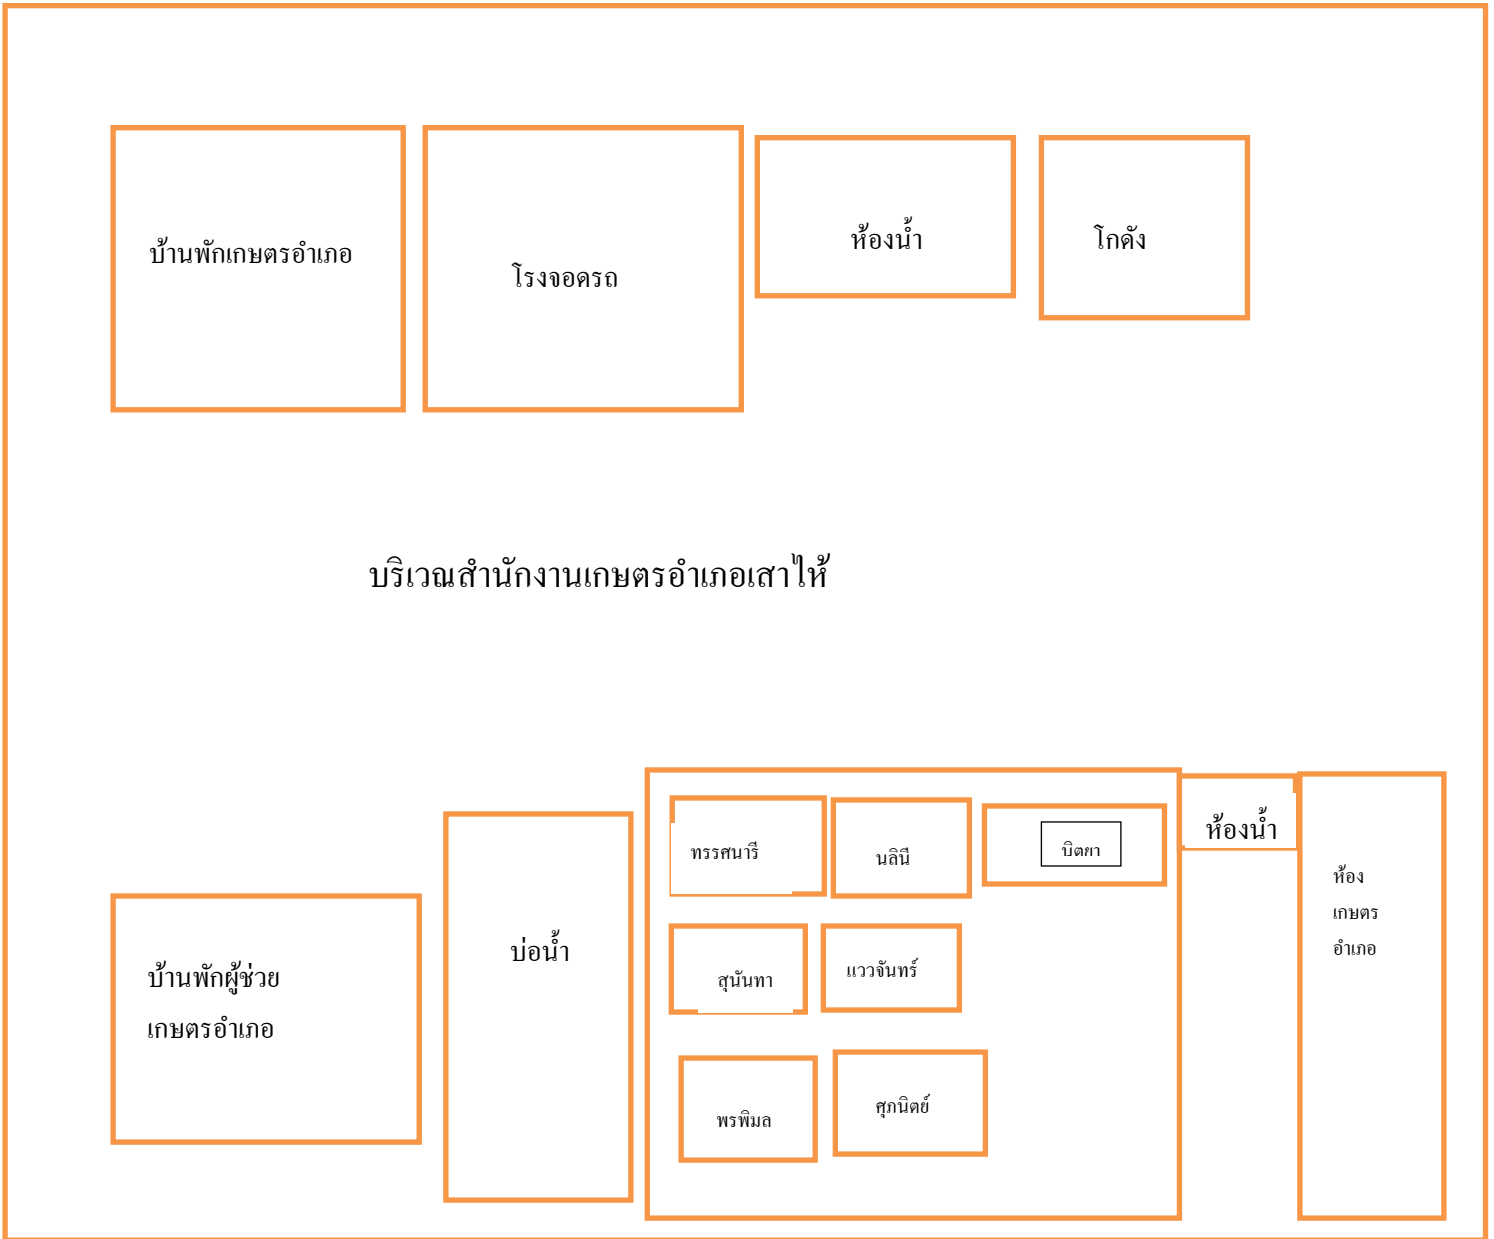 บ้านพักเกษตรอำเภอ
โรงจอดรถ
ห้องน้ำ
โกดัง
บริเวณสำนักงานเกษตรอำเภอเสาไห้
ทรรศนารี
นลินี
บิตยา
ห้องน้ำ
ห้อง
เกษตร
อำเภอ
บ่อน้ำ
บ้านพักผู้ช่วย
เกษตรอำเภอ
สุนันทา
แววจันทร์
พรพิมล
ศุภนิตย์